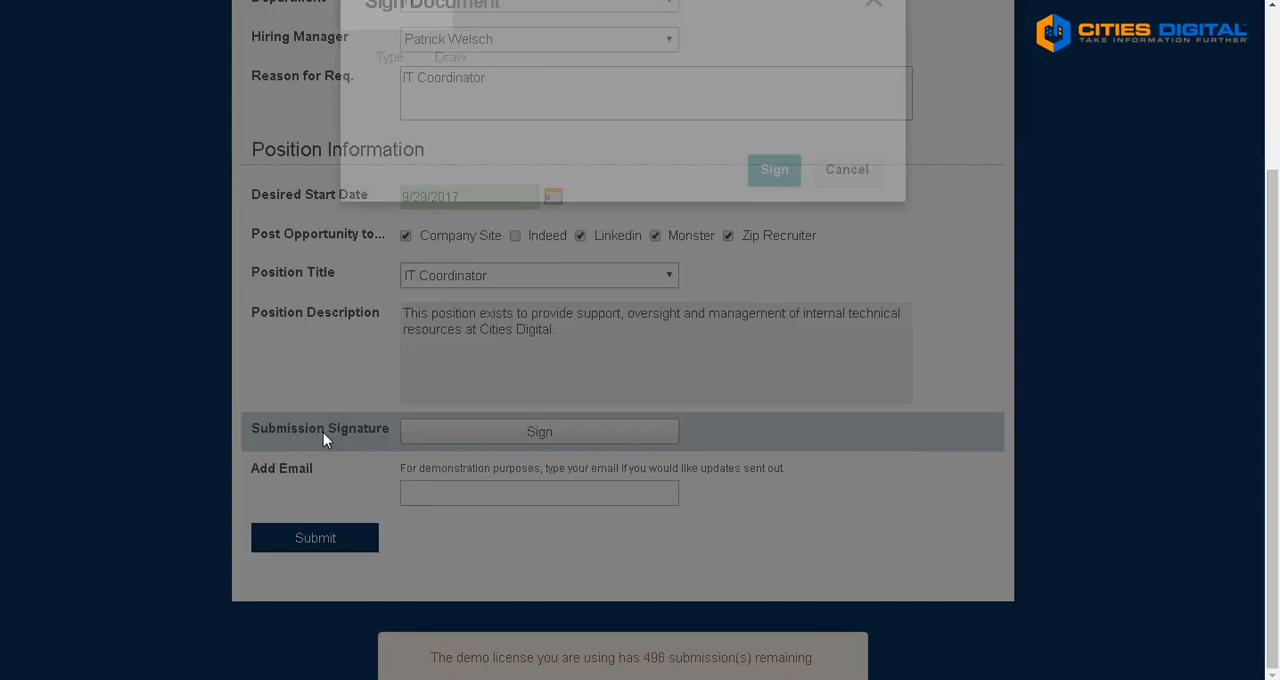 Sign Document
CITIES DIGITAL
TAKE INFORMATION FURTHER
Hiring Manager
Patrick Welsch
Type Draw
Reason for Req.
IT Coordinator
Position Information
Sign
Cancel
Desired Start Date
9/29/2017
Post Opportunity to...
Company Site Indeed Linkedin Monster Zip Recruiter
Position Title
IT Coordinator
Position Description
This position exists to provide support, oversight and management of internal technical
resources at Cities Digital.
Submission Signature
Sign
Add Email
For demonstration purposes, type your email if you would like updates sent out.
Submit
The demo license you are using has 496 submission(s) remaining.